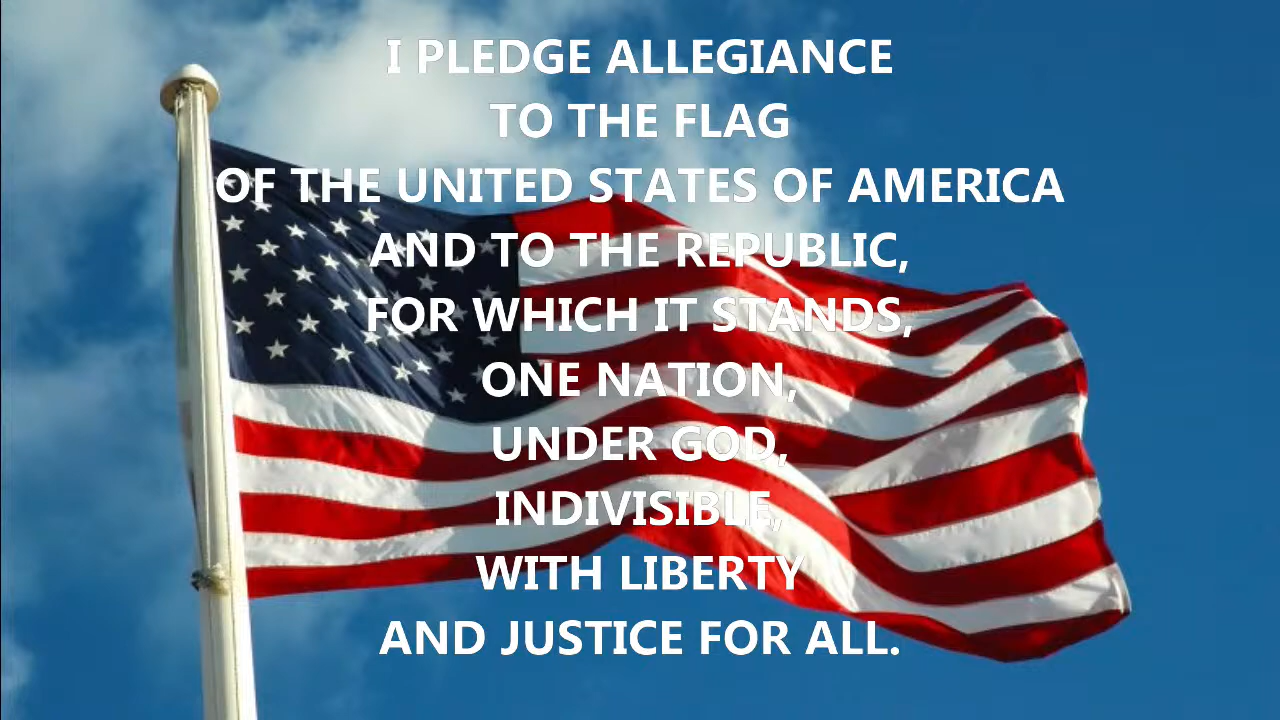 I PLEDGE ALLEGIANCE
TO THE FLAG
OF THE UNITED STATES OF AMERICA
AND TO THE REPUBLIC,
FOR WHICH IT STANDS,
ONE NATION,
UNDER GOD,
INDIVISIBLE,
WITH LIBERTY
AND JUSTICE FOR ALL.